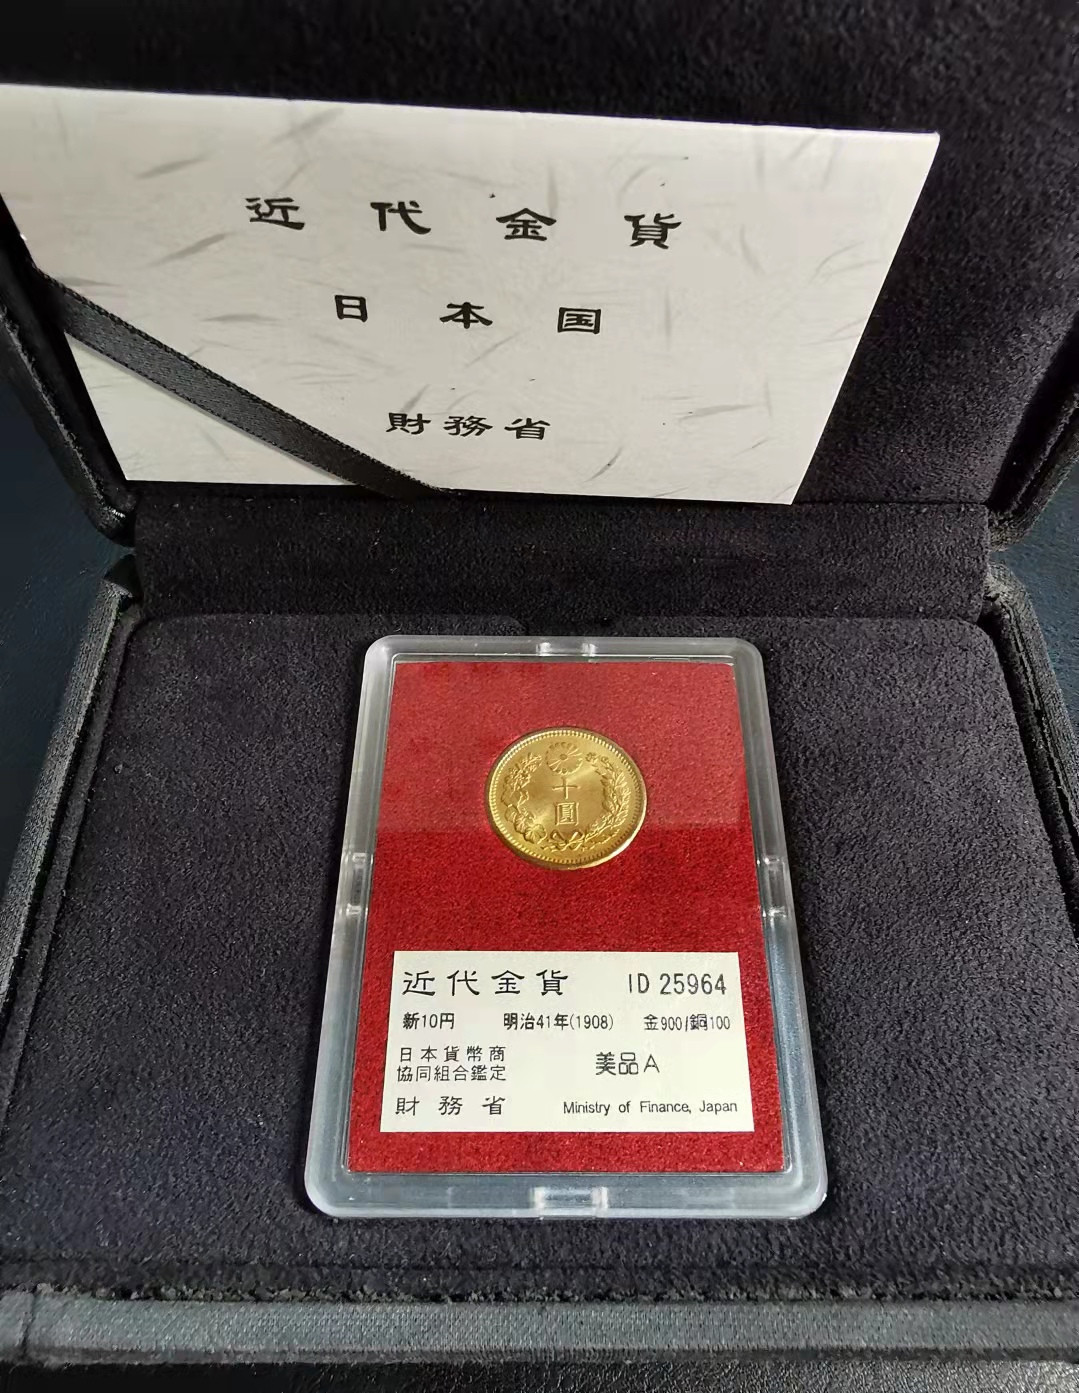 近代金貨
日本国
財務省
十
圓
近代金貨 ID 25964
新10円 明治41年(1908) 金900/銅100
日本貨幣商
協同組合鑑定
美品A
財務省 Ministry of Finance, Japan